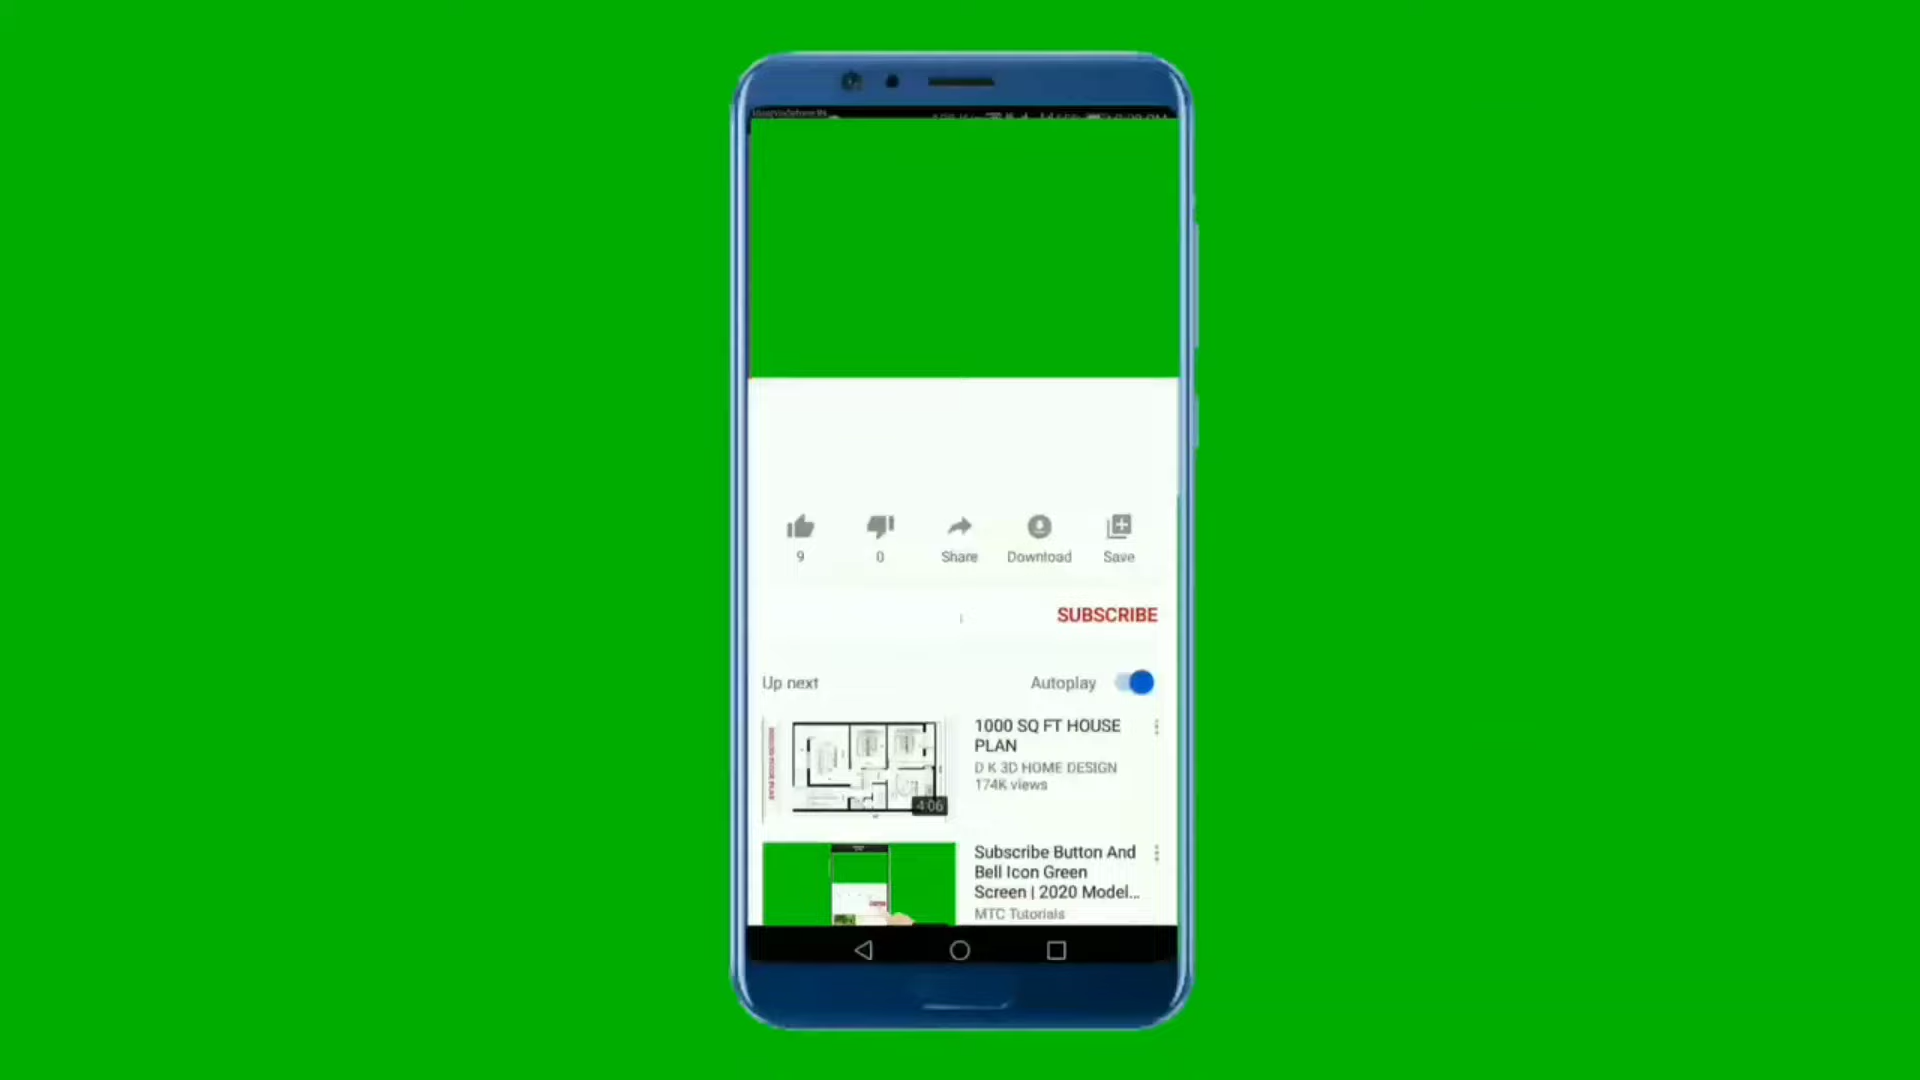 9
0
Share
Download
Save
SUBSCRIBE
Up next
Autoplay
1000 SQ FT HOUSE
PLAN
D K 3D HOME DESIGN
174K views
4:06
Subscribe Button And
Bell Icon Green
Screen | 2020 Model...
MTC Tutorials